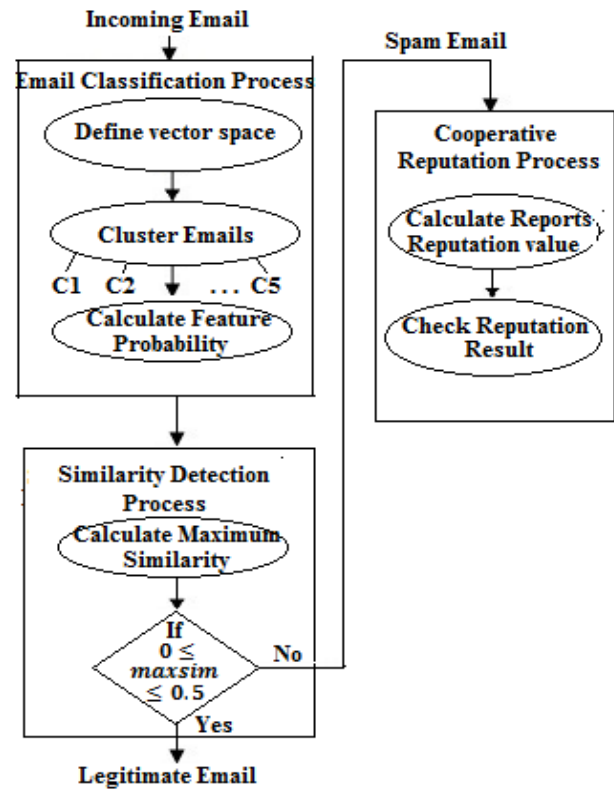 Incoming Email
Email Classification Process
Define vector space
Cluster Emails
C1 C2 ... C5
Calculate Feature
Probability
Similarity Detection
Process
Calculate Maximum
Similarity
If
0 ≤
maxsim
≤ 0.5
No
Yes
Legitimate Email
Spam Email
Cooperative
Reputation Process
Calculate Reports
Reputation value
Check Reputation
Result